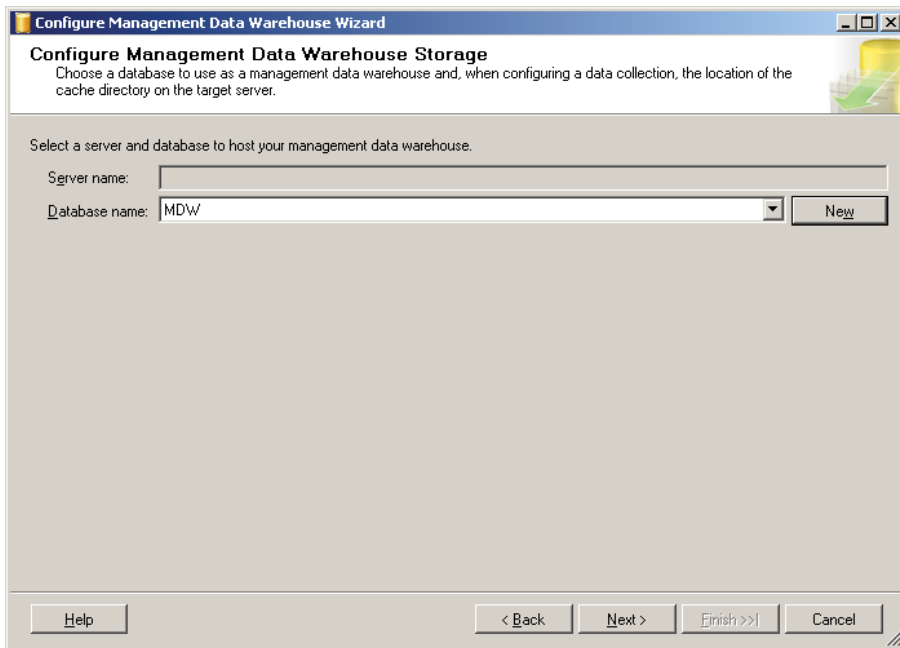 Configure Management Data Warehouse Wizard
Configure Management Data Warehouse Storage
Choose a database to use as a management data warehouse and, when configuring a data collection, the location of the
cache directory on the target server.
Select a server and database to host your management data warehouse.
Server name:
Database name: MDW New
Help < Back Next > Finish >>| Cancel